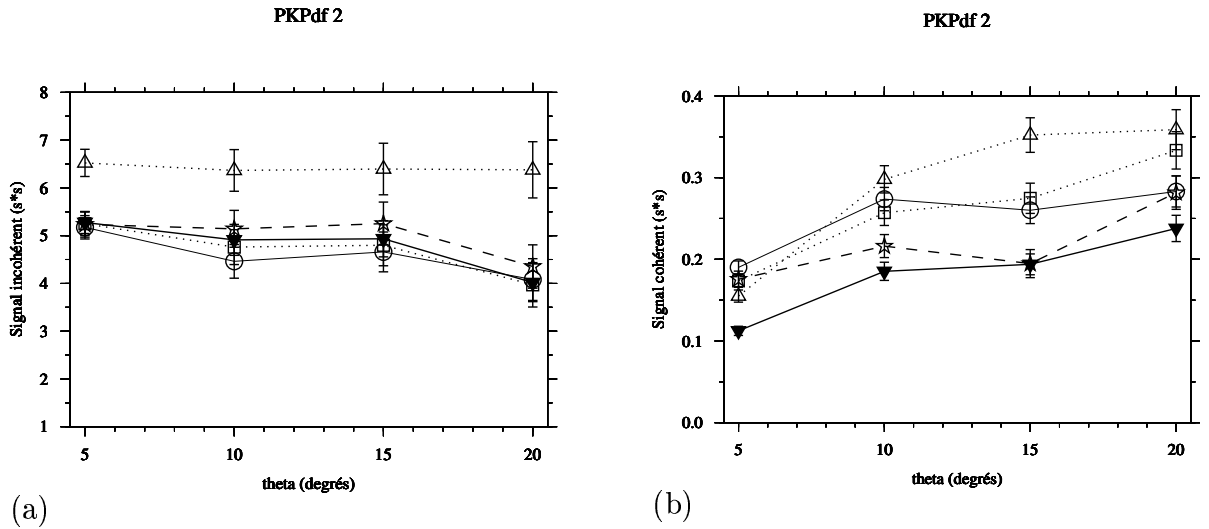 PKPdf 2
8
7
6
5
4
3
2
1
Signal incohérent (s*s)
5
10
15
20
theta (degrés)
(a)
PKPdf 2
0.4
0.3
0.2
0.1
0.0
Signal cohérent (s*s)
5
10
15
20
theta (degrés)
(b)